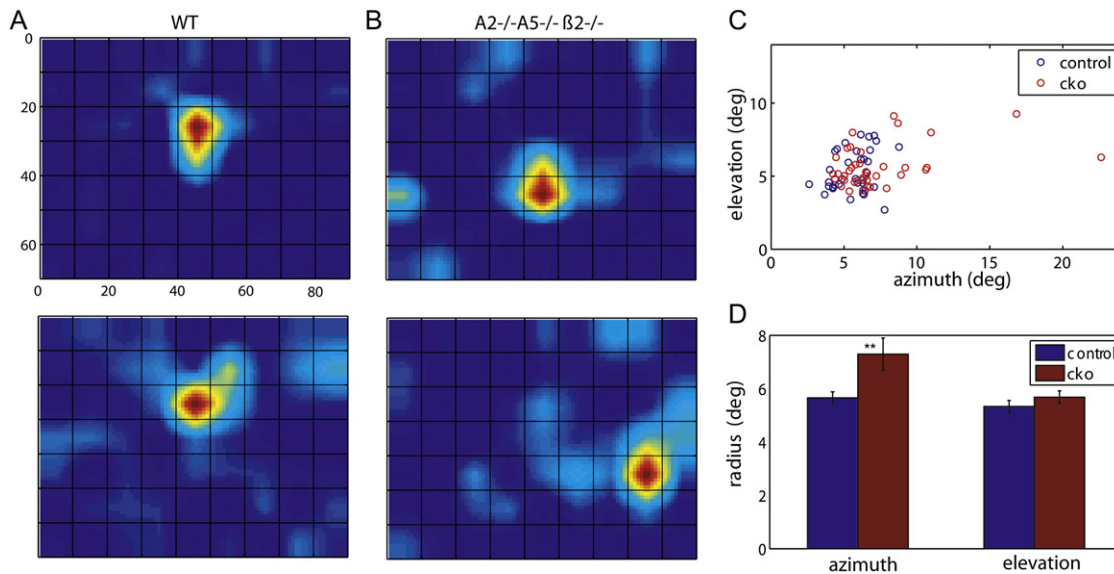 A
WT
0
20
40
60
0 20 40 60 80
B
A2-/-A5-/-ß2-/-
C
elevation (deg)
10
5
0
0 5 10 15 20
azimuth (deg)
control
cko
D
radius (deg)
8
6
4
2
0
**
control
cko
azimuth elevation